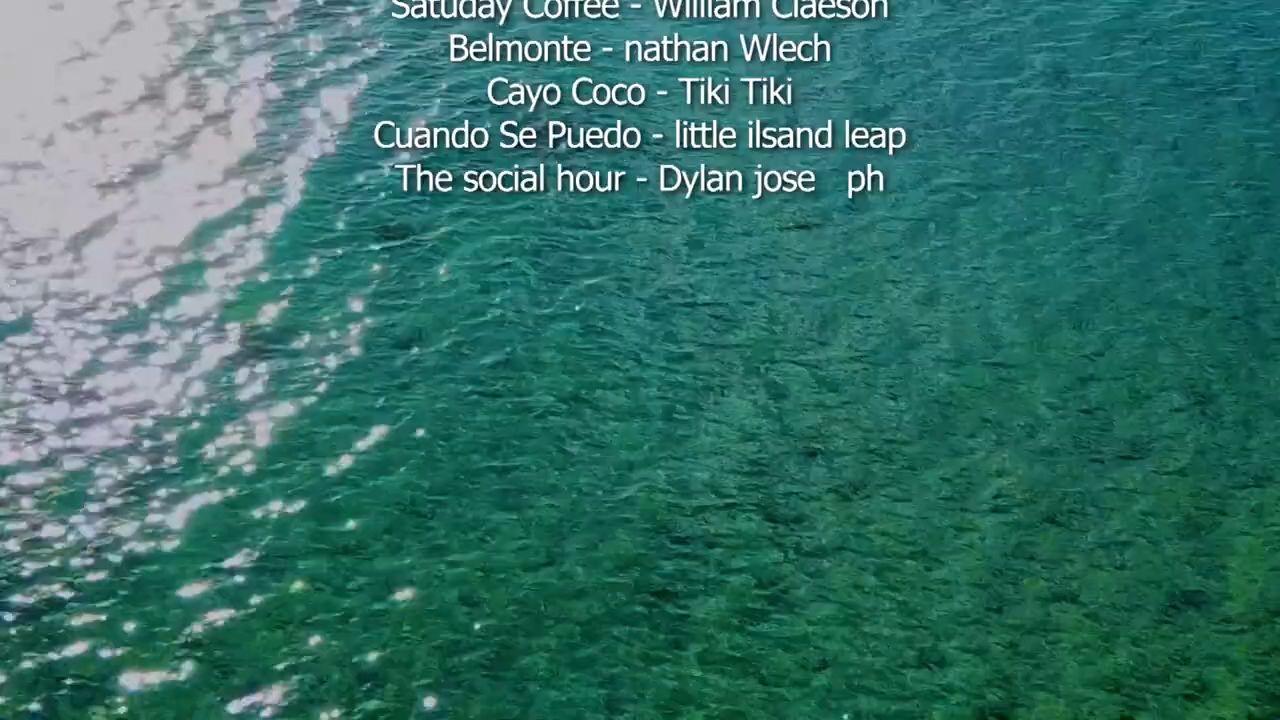 Satuday Coffee - William Claeson
Belmonte - nathan Wlech
Cayo Coco - Tiki Tiki
Cuando Se Puedo - little ilsand leap
The social hour - Dylan jose ph